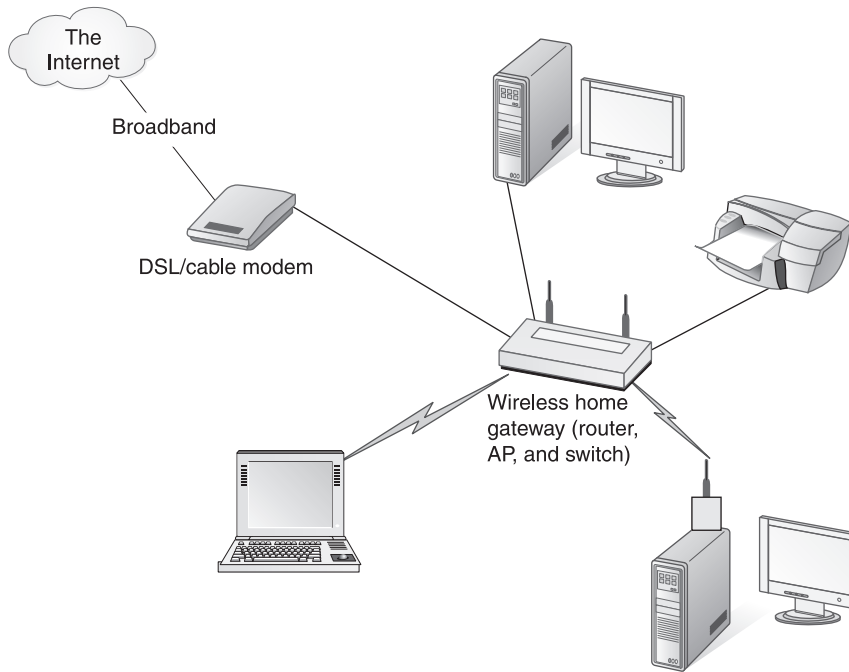 The
Internet
Broadband
DSL/cable modem
Wireless home
gateway (router,
AP, and switch)